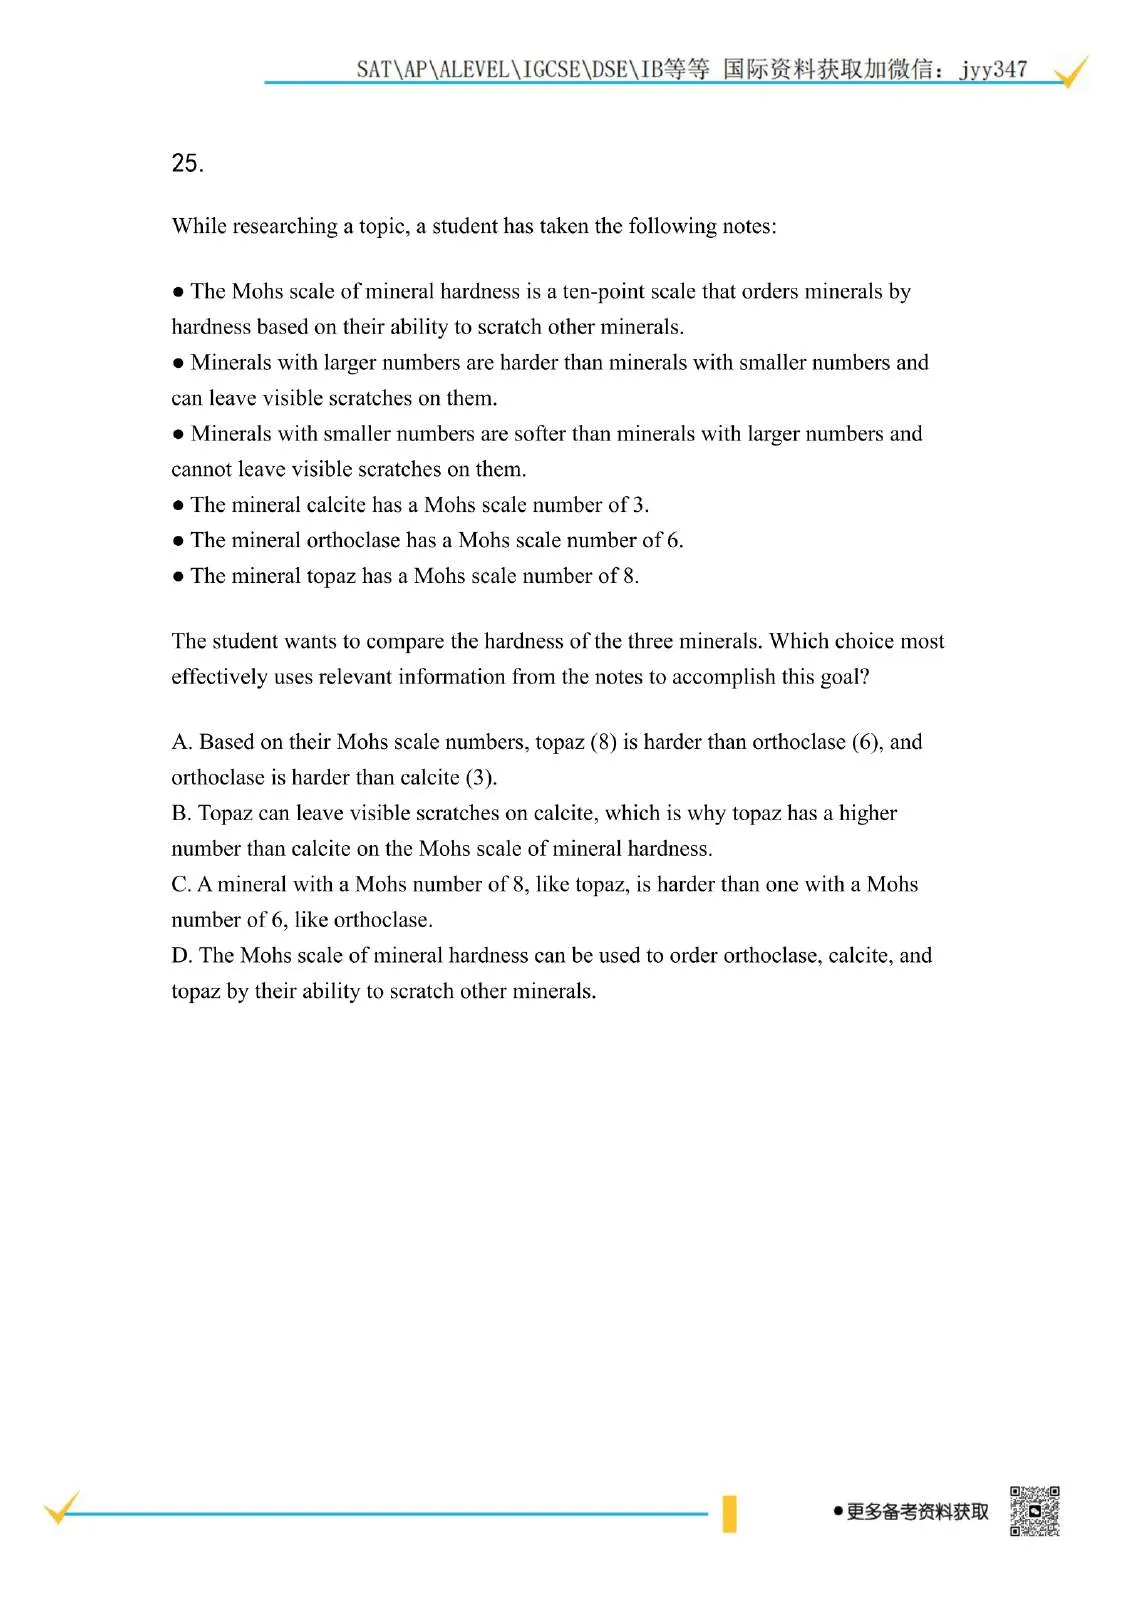 SAT\AP\ALEVEL\IGCSE\DSE\IB等等 国际资料获取加微信：jyy347
25.
While researching a topic, a student has taken the following notes:
● The Mohs scale of mineral hardness is a ten-point scale that orders minerals by
hardness based on their ability to scratch other minerals.
● Minerals with larger numbers are harder than minerals with smaller numbers and
can leave visible scratches on them.
● Minerals with smaller numbers are softer than minerals with larger numbers and
cannot leave visible scratches on them.
● The mineral calcite has a Mohs scale number of 3.
● The mineral orthoclase has a Mohs scale number of 6.
● The mineral topaz has a Mohs scale number of 8.
The student wants to compare the hardness of the three minerals. Which choice most
effectively uses relevant information from the notes to accomplish this goal?
A. Based on their Mohs scale numbers, topaz (8) is harder than orthoclase (6), and
orthoclase is harder than calcite (3).
B. Topaz can leave visible scratches on calcite, which is why topaz has a higher
number than calcite on the Mohs scale of mineral hardness.
C. A mineral with a Mohs number of 8, like topaz, is harder than one with a Mohs
number of 6, like orthoclase.
D. The Mohs scale of mineral hardness can be used to order orthoclase, calcite, and
topaz by their ability to scratch other minerals.
●更多备考资料获取